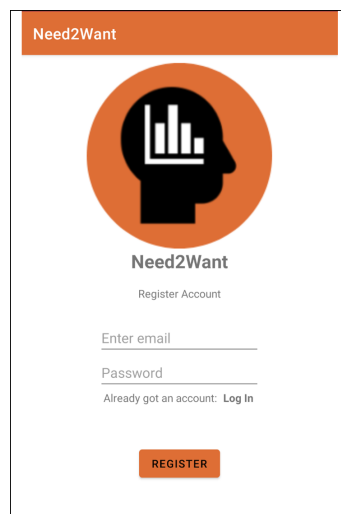 Need2Want
Need2Want
Register Account
Enter email
Password
Already got an account: Log In
REGISTER